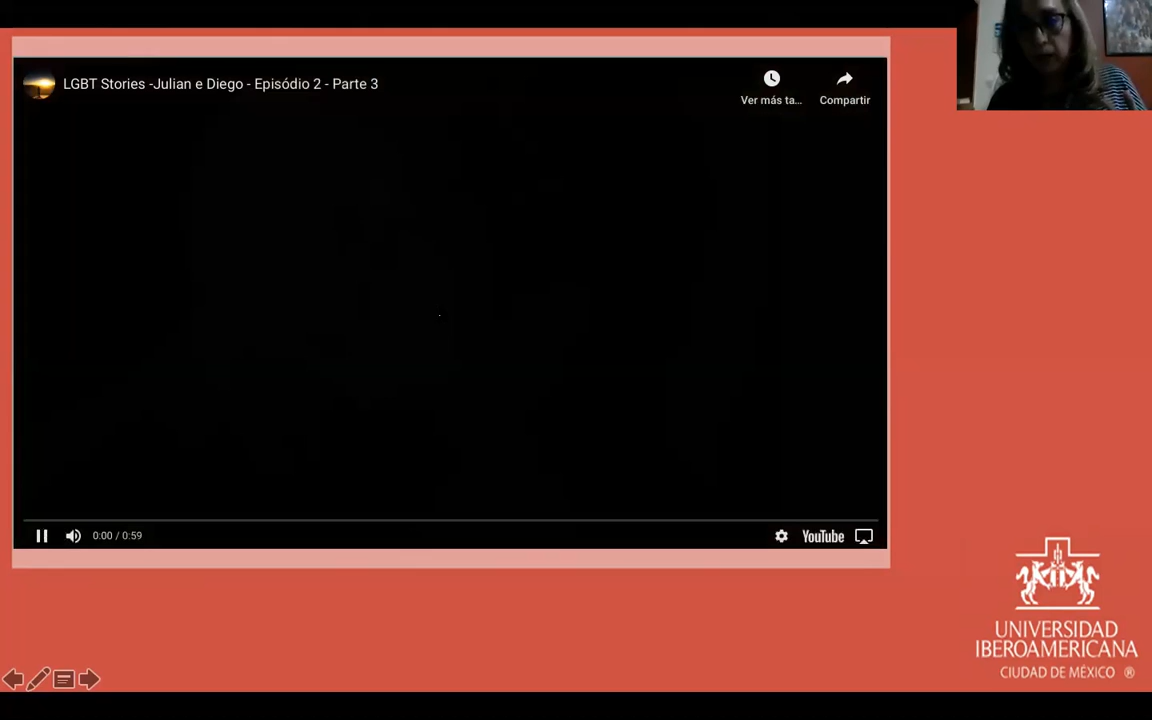 LGBT Stories -Julian e Diego - Episódio 2 - Parte 3
Ver más ta...
Compartir
0:00 / 0:59
YouTube
UNIVERSIDAD
IBEROAMERICANA
CIUDAD DE MÉXICO ®